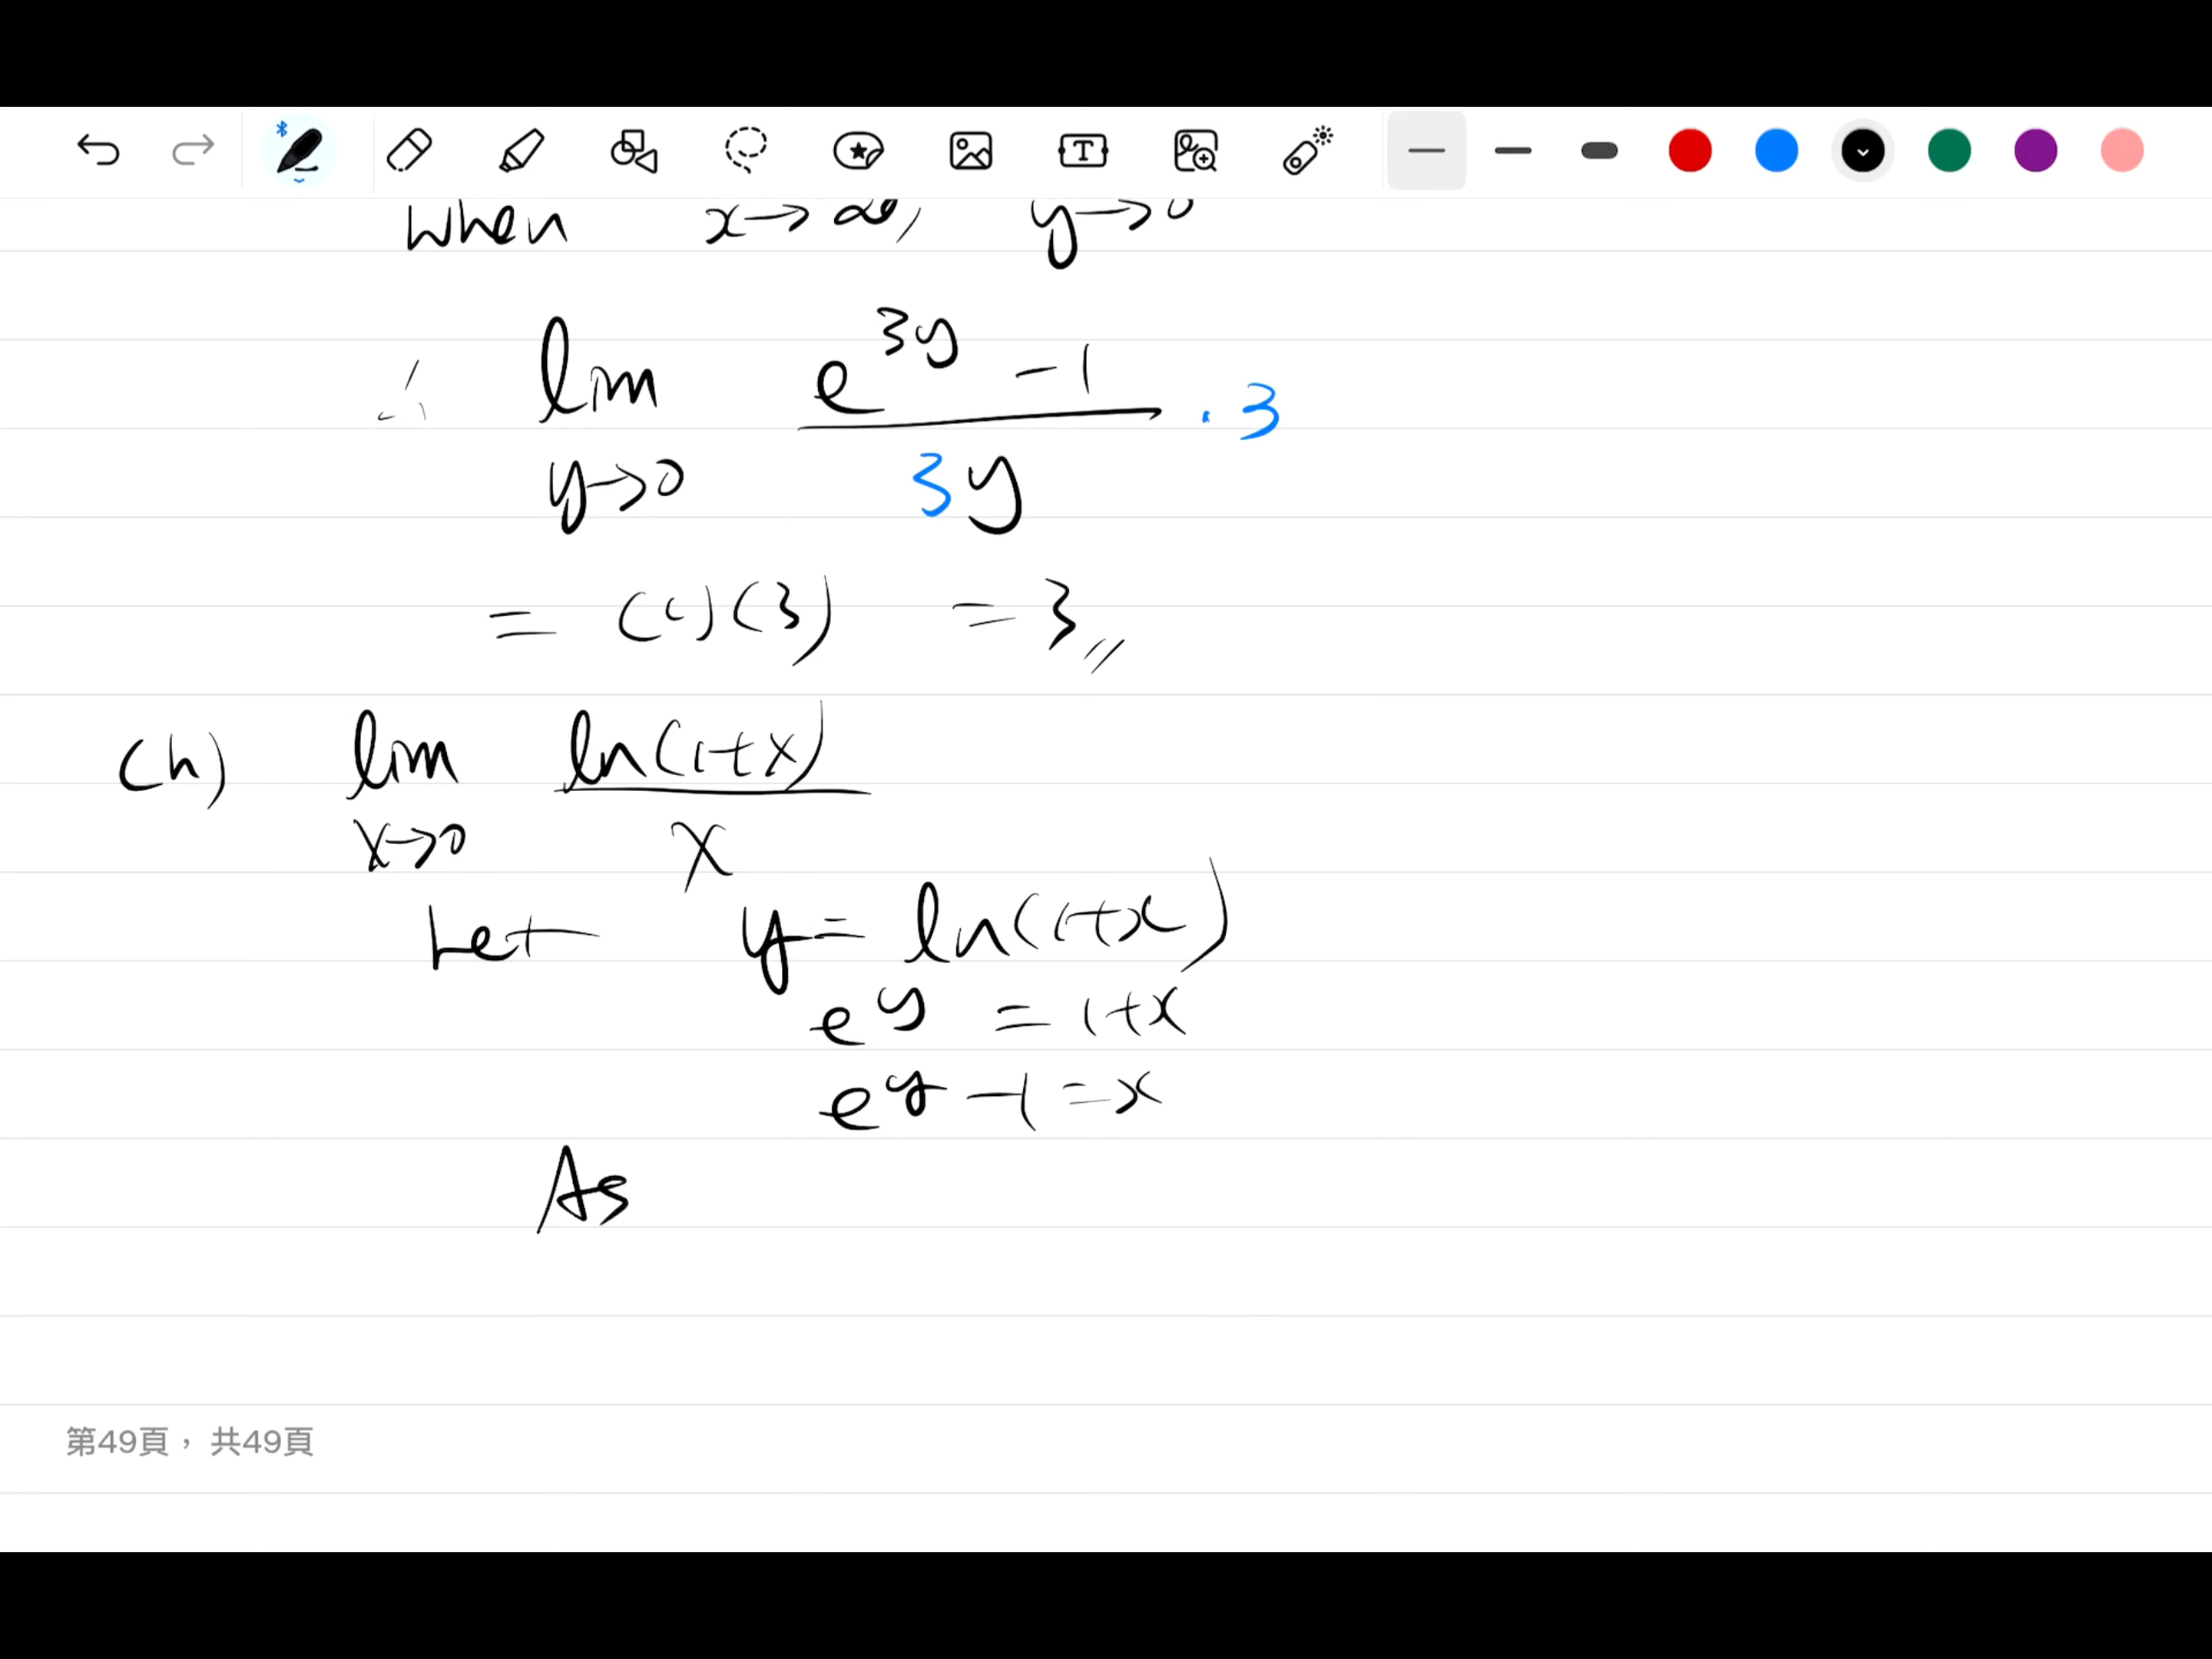 when x→∞, y→0
∴ lim e^{3y} - 1 / 3y · 3
y→0
= (1)(3) = 3 //
(h) lim ln(1+x) / x
x→0
Let y = ln(1+x)
e^y = 1+x
e^y - 1 = x
As
第49頁，共49頁